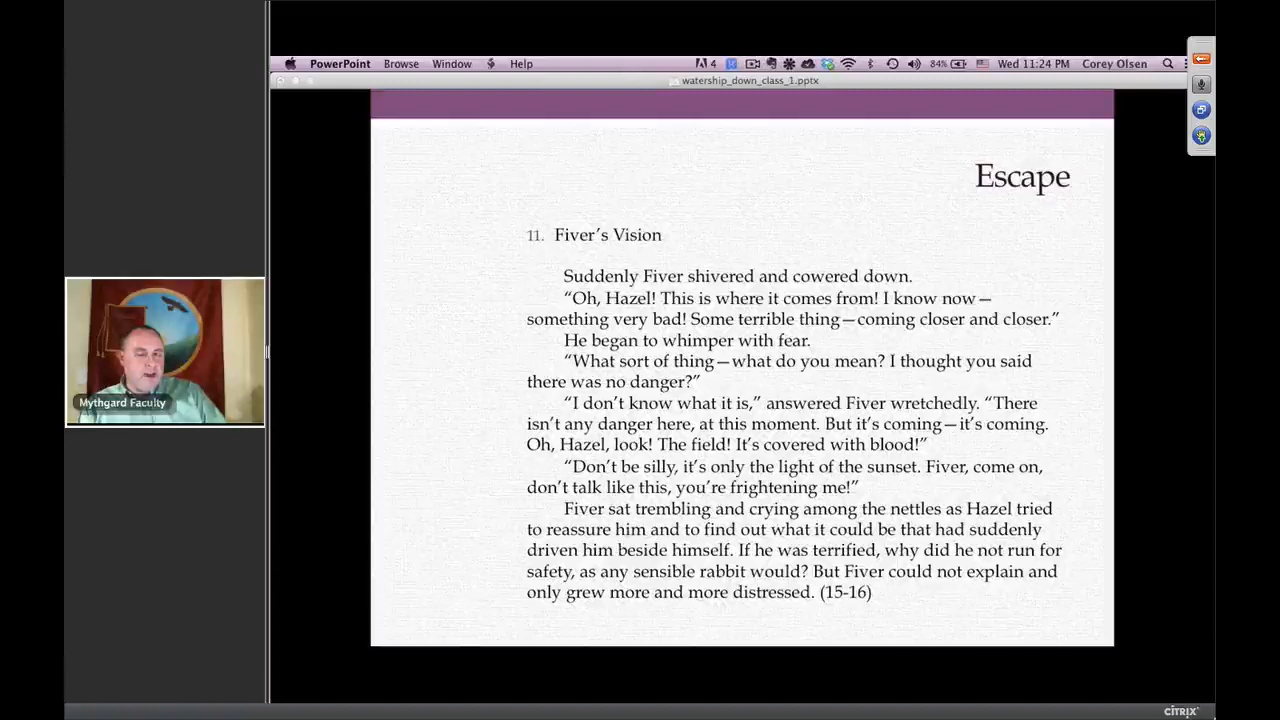 PowerPoint Browse Window Help 4 84% Wed 11:24 PM Corey Olsen
watership_down_class_1.pptx
Escape
11. Fiver’s Vision
Suddenly Fiver shivered and cowered down.
“Oh, Hazel! This is where it comes from! I know now—
something very bad! Some terrible thing—coming closer and closer.”
He began to whimper with fear.
“What sort of thing—what do you mean? I thought you said
there was no danger?”
“I don’t know what it is,” answered Fiver wretchedly. “There
isn’t any danger here, at this moment. But it’s coming—it’s coming.
Oh, Hazel, look! The field! It’s covered with blood!”
“Don’t be silly, it’s only the light of the sunset. Fiver, come on,
don’t talk like this, you’re frightening me!”
Fiver sat trembling and crying among the nettles as Hazel tried
to reassure him and to find out what it could be that had suddenly
driven him beside himself. If he was terrified, why did he not run for
safety, as any sensible rabbit would? But Fiver could not explain and
only grew more and more distressed. (15-16)
Mythgard Faculty
CITRIX